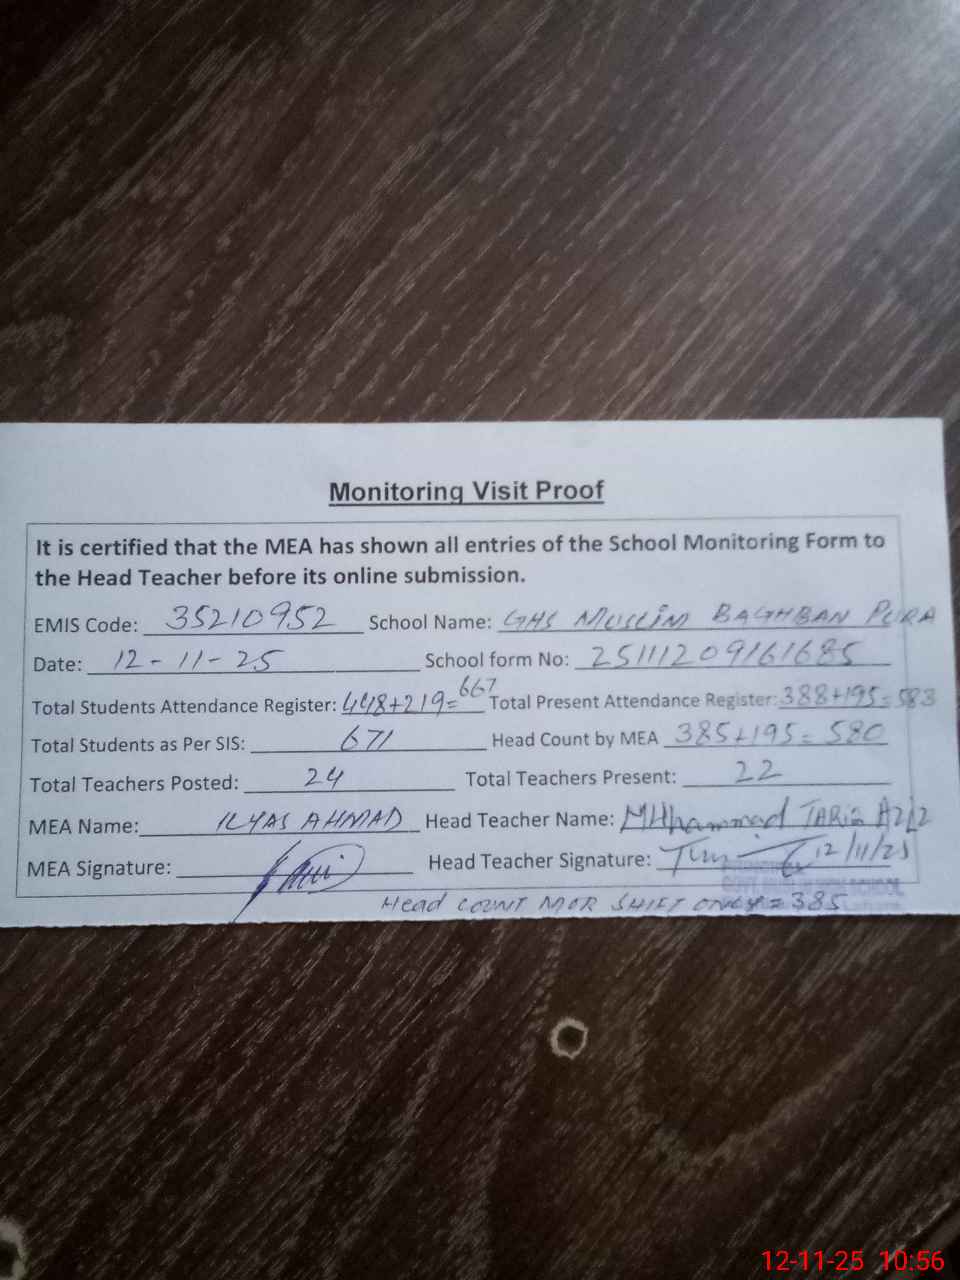 Monitoring Visit Proof
It is certified that the MEA has shown all entries of the School Monitoring Form to
the Head Teacher before its online submission.
EMIS Code: 35210952 School Name: GHS MUSLIM BAGHBAN PURA
Date: 12-11-25 School form No: 25111209161685
Total Students Attendance Register: 448+219=667 Total Present Attendance Register: 388+195=583
Total Students as Per SIS: 671 Head Count by MEA 385+195=580
Total Teachers Posted: 24 Total Teachers Present: 22
MEA Name: ILYAS AHMAD Head Teacher Name: MUhammad TARiq AZiZ
MEA Signature: Head Teacher Signature: 12/11/25
GOVT. MUSLIM HIGH SCHOOL
Head COUNT MOR SHIFT ONLY = 385
12-11-25 10:56